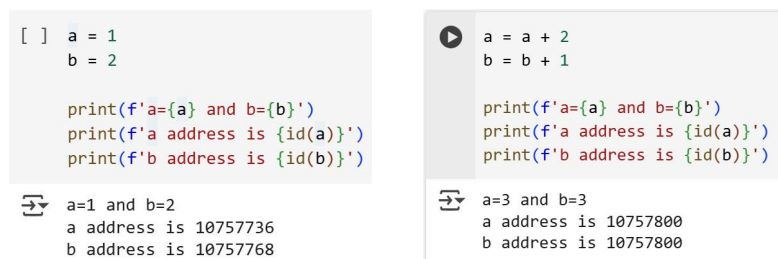 [ ] a = 1
b = 2
print(f'a={a} and b={b}')
print(f'a address is {id(a)}')
print(f'b address is {id(b)}')
a=1 and b=2
a address is 10757736
b address is 10757768
a = a + 2
b = b + 1
print(f'a={a} and b={b}')
print(f'a address is {id(a)}')
print(f'b address is {id(b)}')
a=3 and b=3
a address is 10757800
b address is 10757800